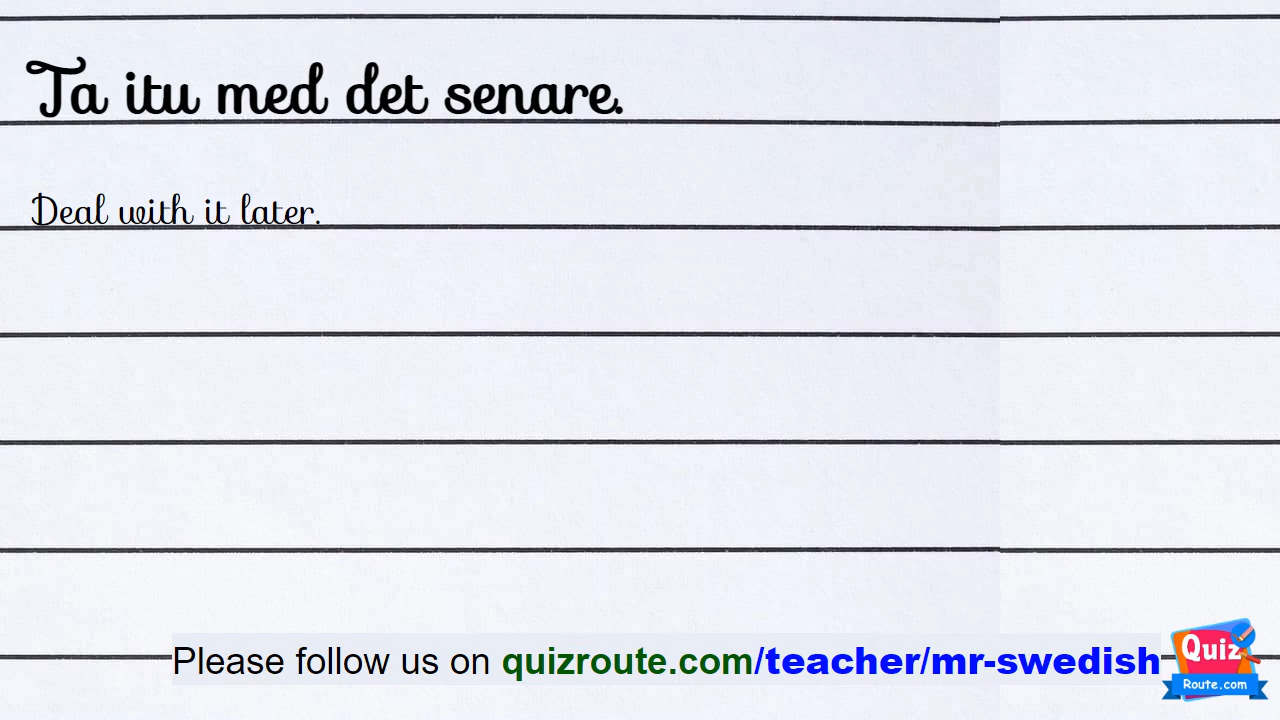 Ta itu med det senare.
Deal with it later.
Please follow us on quizroute.com/teacher/mr-swedish
Quiz
Route.com